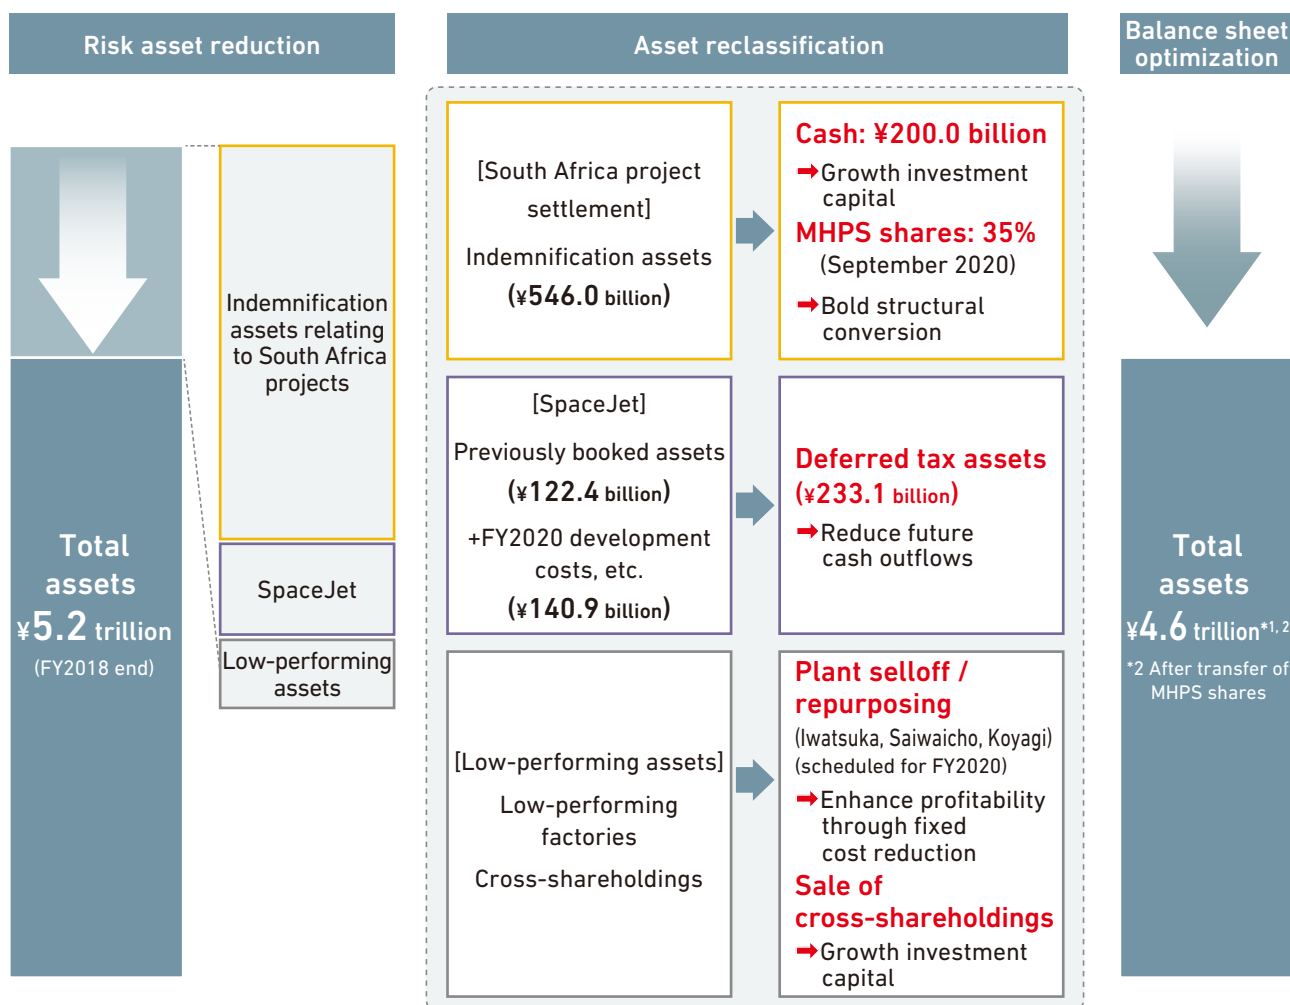 Risk asset reduction
Asset reclassification
Balance sheet
optimization
Total
assets
¥5.2 trillion
(FY2018 end)
Indemnification
assets relating
to South Africa
projects
SpaceJet
Low-performing
assets
[South Africa project
settlement]
Indemnification assets
(¥546.0 billion)
Cash: ¥200.0 billion
➡Growth investment
capital
MHPS shares: 35%
(September 2020)
➡Bold structural
conversion
[SpaceJet]
Previously booked assets
(¥122.4 billion)
+FY2020 development
costs, etc.
(¥140.9 billion)
Deferred tax assets
(¥233.1 billion)
➡Reduce future
cash outflows
[Low-performing assets]
Low-performing
factories
Cross-shareholdings
Plant selloff /
repurposing
(Iwatsuka, Saiwaicho, Koyagi)
(scheduled for FY2020)
➡Enhance profitability
through fixed
cost reduction
Sale of
cross-shareholdings
➡Growth investment
capital
Total
assets
¥4.6 trillion*1, 2
*2 After transfer of
MHPS shares